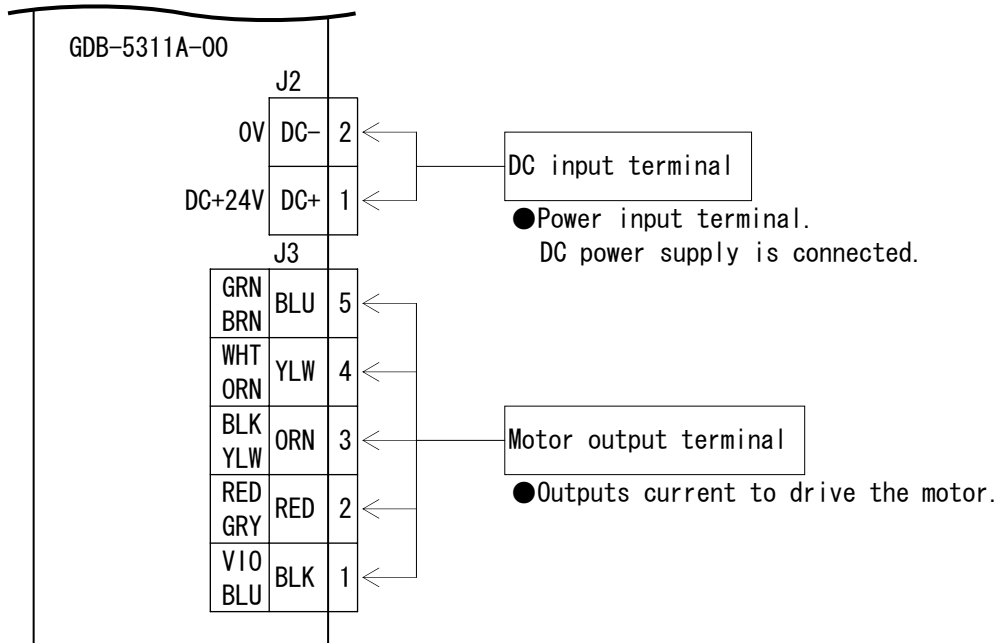 GDB-5311A-00
J2
0V DC- 2
DC+24V DC+ 1
DC input terminal
●Power input terminal.
DC power supply is connected.
J3
GRN
BRN
BLU 5
WHT
ORN
YLW 4
BLK
YLW
ORN 3
RED
GRY
RED 2
VIO
BLU
BLK 1
Motor output terminal
●Outputs current to drive the motor.